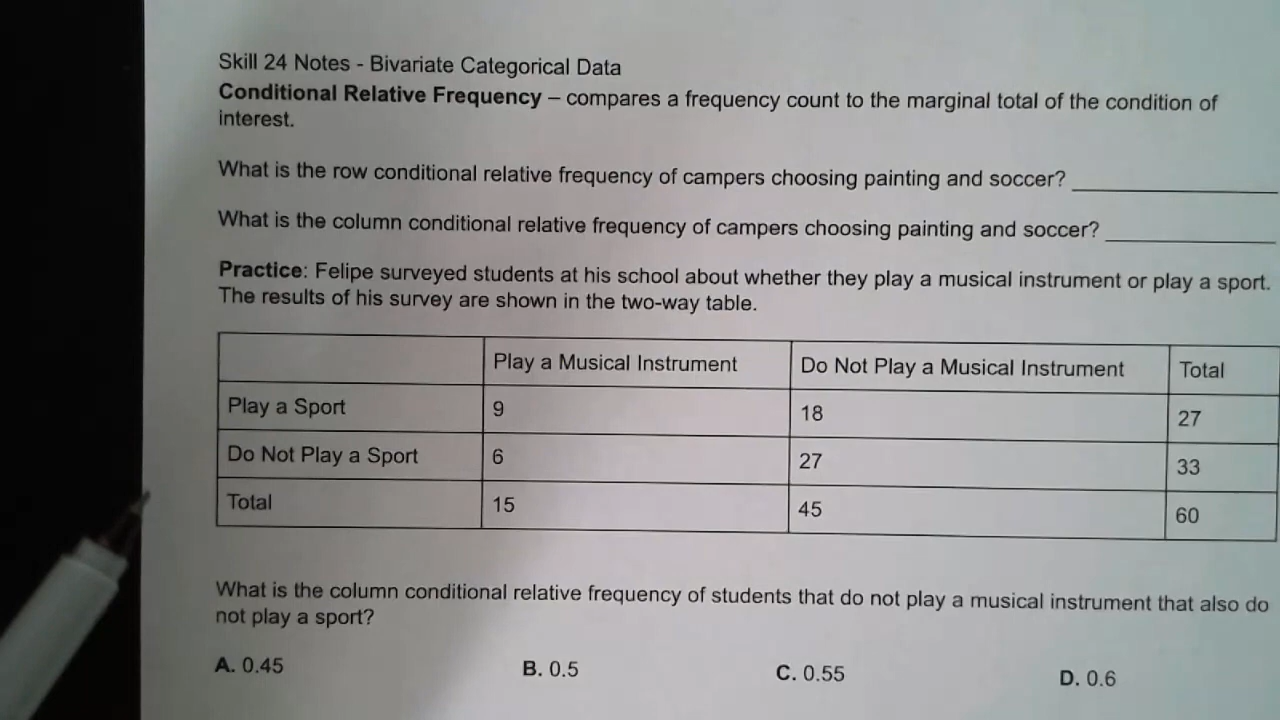 Skill 24 Notes - Bivariate Categorical Data
Conditional Relative Frequency – compares a frequency count to the marginal total of the condition of
interest.
What is the row conditional relative frequency of campers choosing painting and soccer? ____________
What is the column conditional relative frequency of campers choosing painting and soccer? __________
Practice: Felipe surveyed students at his school about whether they play a musical instrument or play a sport.
The results of his survey are shown in the two-way table.
Play a Musical Instrument Do Not Play a Musical Instrument Total
Play a Sport 9 18 27
Do Not Play a Sport 6 27 33
Total 15 45 60
What is the column conditional relative frequency of students that do not play a musical instrument that also do
not play a sport?
A. 0.45 B. 0.5 C. 0.55 D. 0.6